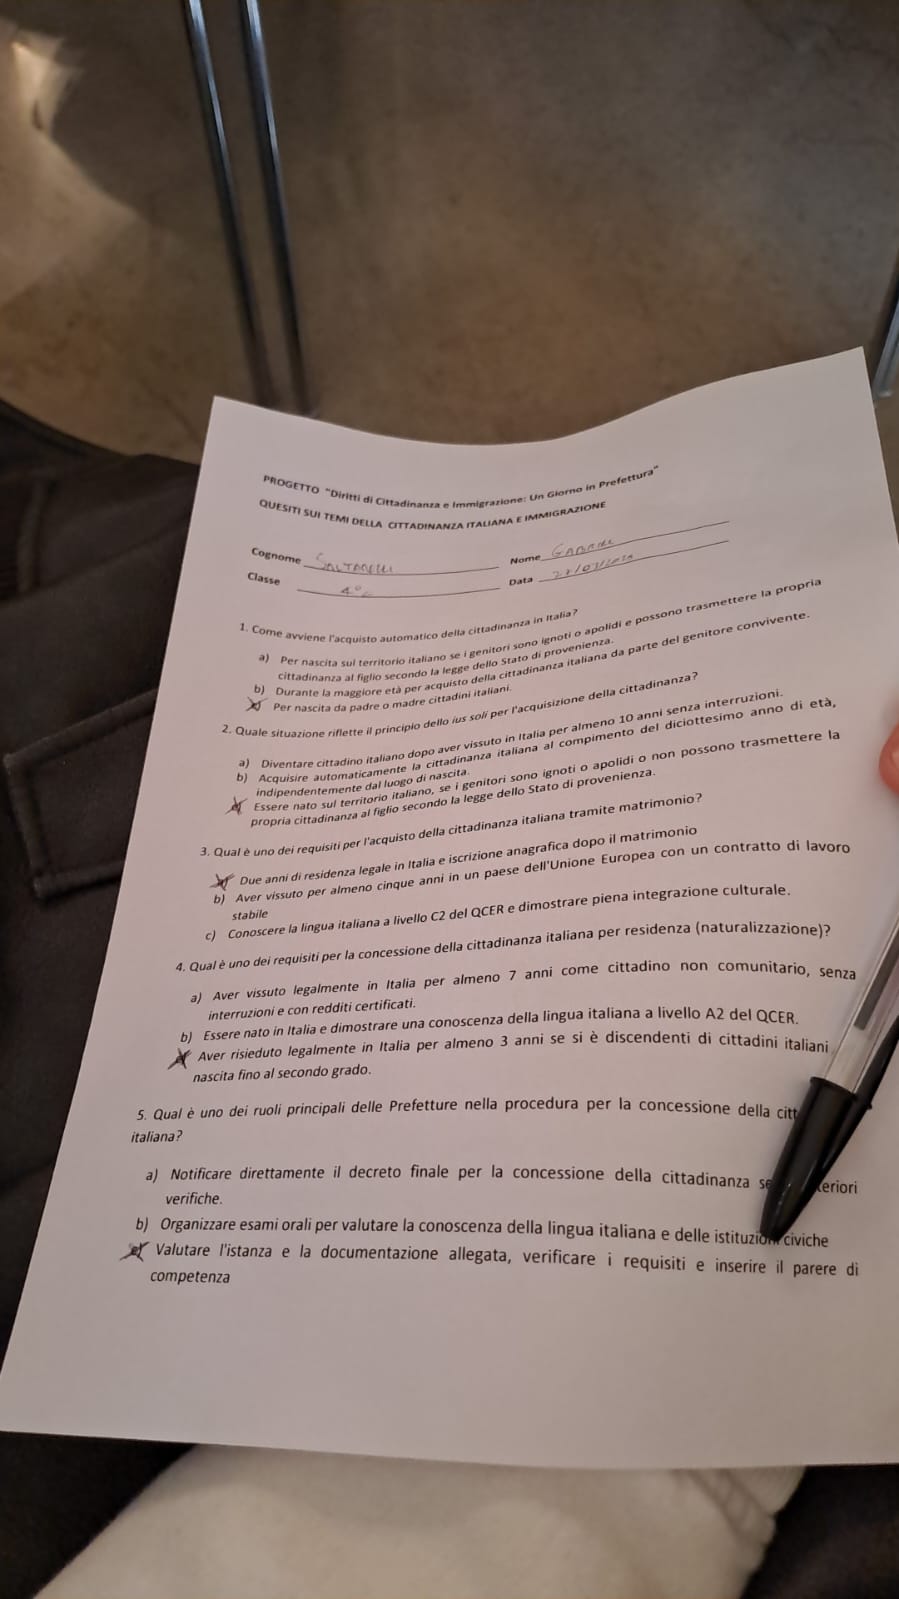 PROGETTO "Diritti di Cittadinanza e Immigrazione: Un Giorno in Prefettura"
QUESITI SUI TEMI DELLA CITTADINANZA ITALIANA E IMMIGRAZIONE
Cognome Nome
Classe Data
1. Come avviene l'acquisto automatico della cittadinanza in Italia?
a) Per nascita sul territorio italiano se i genitori sono ignoti o apolidi e possono trasmettere la propria
cittadinanza al figlio secondo la legge dello Stato di provenienza.
b) Durante la maggiore età per acquisto della cittadinanza italiana da parte del genitore convivente.
Per nascita da padre o madre cittadini italiani.
2. Quale situazione riflette il principio dello ius soli per l'acquisizione della cittadinanza?
a) Diventare cittadino italiano dopo aver vissuto in Italia per almeno 10 anni senza interruzioni.
b) Acquisire automaticamente la cittadinanza italiana al compimento del diciottesimo anno di età,
indipendentemente dal luogo di nascita.
Essere nato sul territorio italiano, se i genitori sono ignoti o apolidi o non possono trasmettere la
propria cittadinanza al figlio secondo la legge dello Stato di provenienza.
3. Qual è uno dei requisiti per l'acquisto della cittadinanza italiana tramite matrimonio?
Due anni di residenza legale in Italia e iscrizione anagrafica dopo il matrimonio
b) Aver vissuto per almeno cinque anni in un paese dell'Unione Europea con un contratto di lavoro
stabile
c) Conoscere la lingua italiana a livello C2 del QCER e dimostrare piena integrazione culturale.
4. Qual è uno dei requisiti per la concessione della cittadinanza italiana per residenza (naturalizzazione)?
a) Aver vissuto legalmente in Italia per almeno 7 anni come cittadino non comunitario, senza
interruzioni e con redditi certificati.
b) Essere nato in Italia e dimostrare una conoscenza della lingua italiana a livello A2 del QCER.
Aver risieduto legalmente in Italia per almeno 3 anni se si è discendenti di cittadini italiani
nascita fino al secondo grado.
5. Qual è uno dei ruoli principali delle Prefetture nella procedura per la concessione della citt
italiana?
a) Notificare direttamente il decreto finale per la concessione della cittadinanza se teriori
verifiche.
b) Organizzare esami orali per valutare la conoscenza della lingua italiana e delle istituzioni civiche
Valutare l'istanza e la documentazione allegata, verificare i requisiti e inserire il parere di
competenza